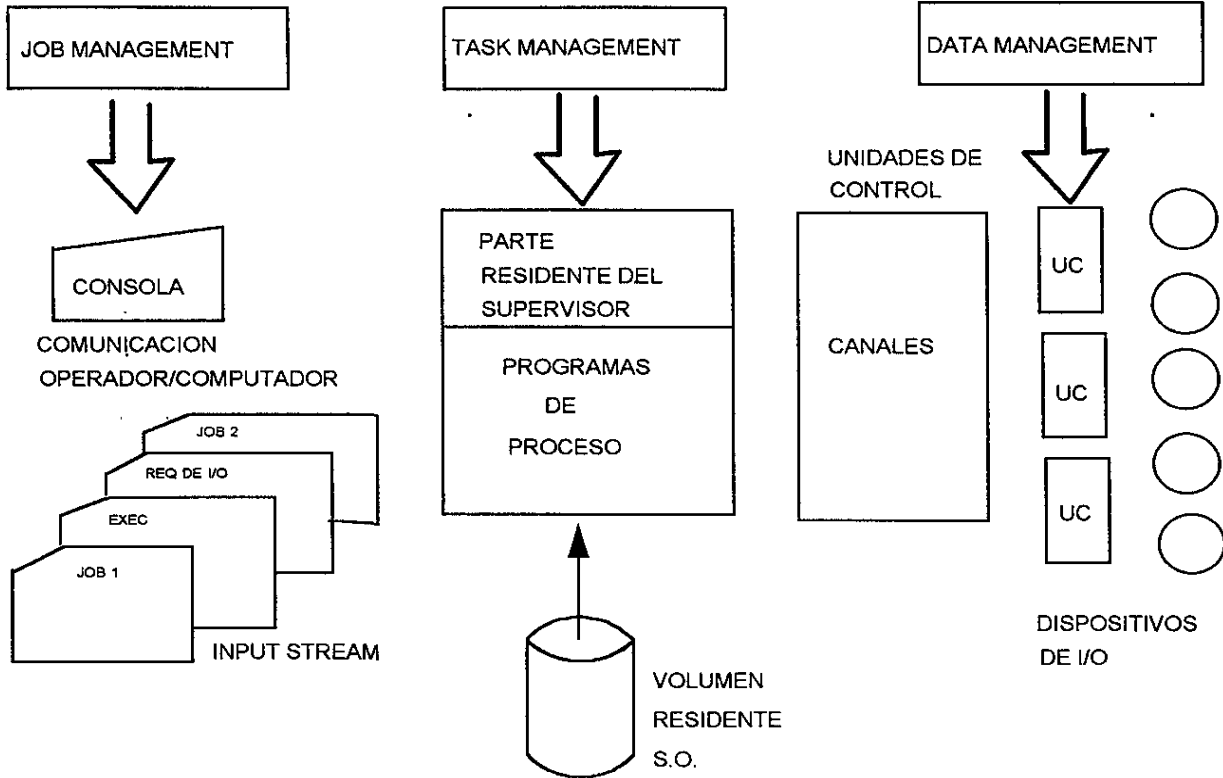 JOB MANAGEMENT
TASK MANAGEMENT
DATA MANAGEMENT
CONSOLA
COMUNICACION
OPERADOR/COMPUTADOR
JOB 2
REQ DE I/O
EXEC
JOB 1
INPUT STREAM
PARTE
RESIDENTE DEL
SUPERVISOR
PROGRAMAS
DE
PROCESO
VOLUMEN
RESIDENTE
S.O.
UNIDADES DE
CONTROL
CANALES
UC
UC
UC
DISPOSITIVOS
DE I/O